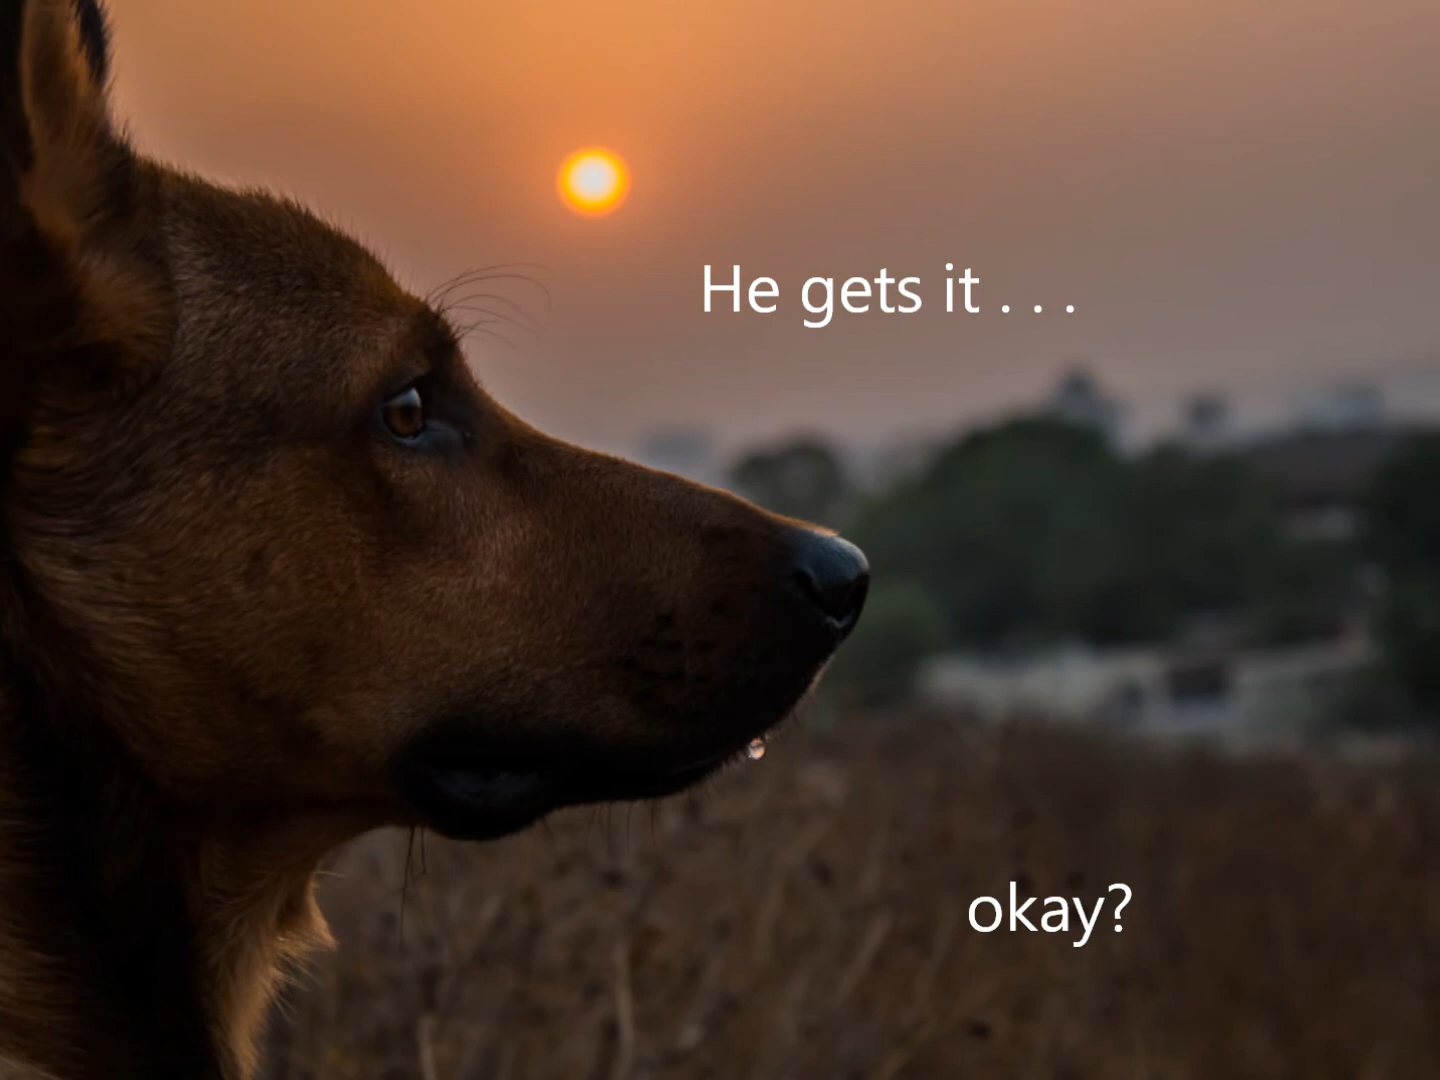 He gets it . . .
okay?